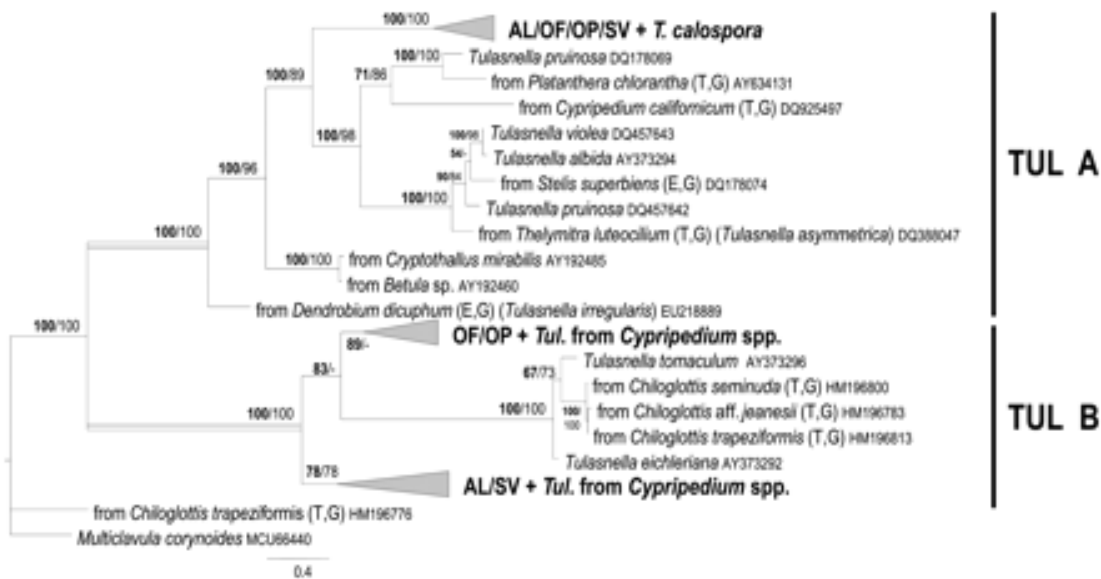 100/100
AL/OF/OP/SV + T. calospora
100/100
Tulasnella pruinosa DQ178069
100/89
71/86
from Platanthera chlorantha (T,G) AY634131
from Cypripedium californicum (T,G) DQ925497
100/98
100/98
Tulasnella violea DQ457643
54/-
Tulasnella albida AY373294
TUL A
100/96
90/84
from Stelis superbiens (E,G) DQ178074
100/100
Tulasnella pruinosa DQ457642
from Thelymitra luteocilium (T,G) (Tulasnella asymmetrica) DQ388047
100/100
100/100
from Cryptothallus mirabilis AY192485
from Betula sp. AY192460
from Dendrobium dicuphum (E,G) (Tulasnella irregularis) EU218889
100/100
OF/OP + Tul. from Cypripedium spp.
89/-
83/-
67/73
Tulasnella tomaculum AY373296
from Chiloglottis seminuda (T,G) HM196800
100/100
100/100
100/
100
from Chiloglottis aff. jeanesii (T,G) HM196783
TUL B
from Chiloglottis trapeziformis (T,G) HM196813
Tulasnella eichleriana AY373292
78/78
AL/SV + Tul. from Cypripedium spp.
from Chiloglottis trapeziformis (T,G) HM196776
Multiclavula corynoides MCU66440
0.4